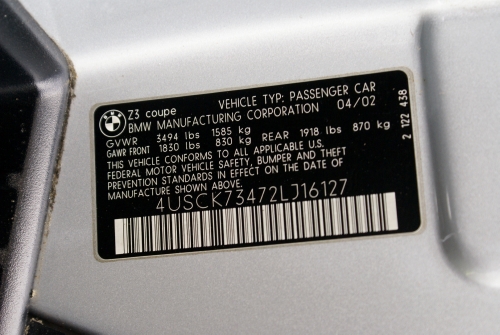 BMW
Z3 coupe VEHICLE TYP: PASSENGER CAR
BMW MANUFACTURING CORPORATION 04/02
GVWR 3494 lbs 1585 kg
GAWR FRONT 1830 lbs 830 kg REAR 1918 lbs 870 kg
THIS VEHICLE CONFORMS TO ALL APPLICABLE U.S.
FEDERAL MOTOR VEHICLE SAFETY, BUMPER AND THEFT
PREVENTION STANDARDS IN EFFECT ON THE DATE OF
MANUFACTURE SHOWN ABOVE.
4USCK73472LJ16127
2 122 438